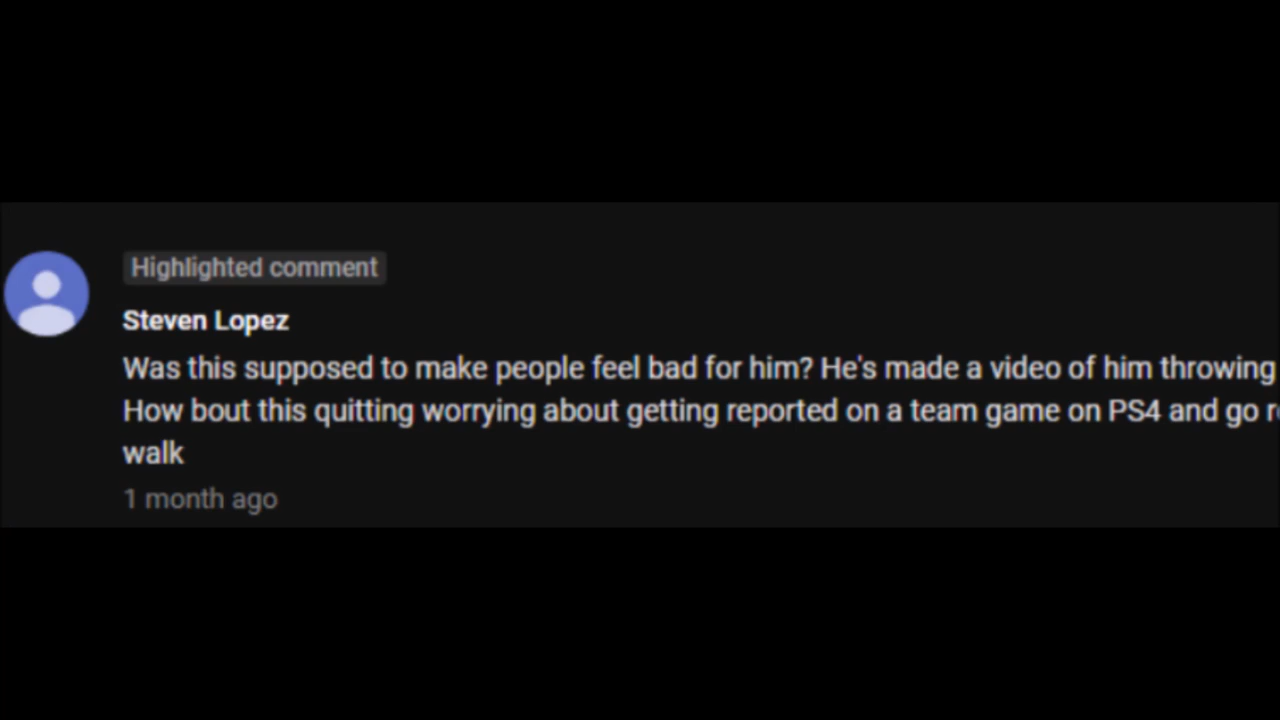 Highlighted comment
Steven Lopez
Was this supposed to make people feel bad for him? He's made a video of him throwing
How bout this quitting worrying about getting reported on a team game on PS4 and go
walk
1 month ago